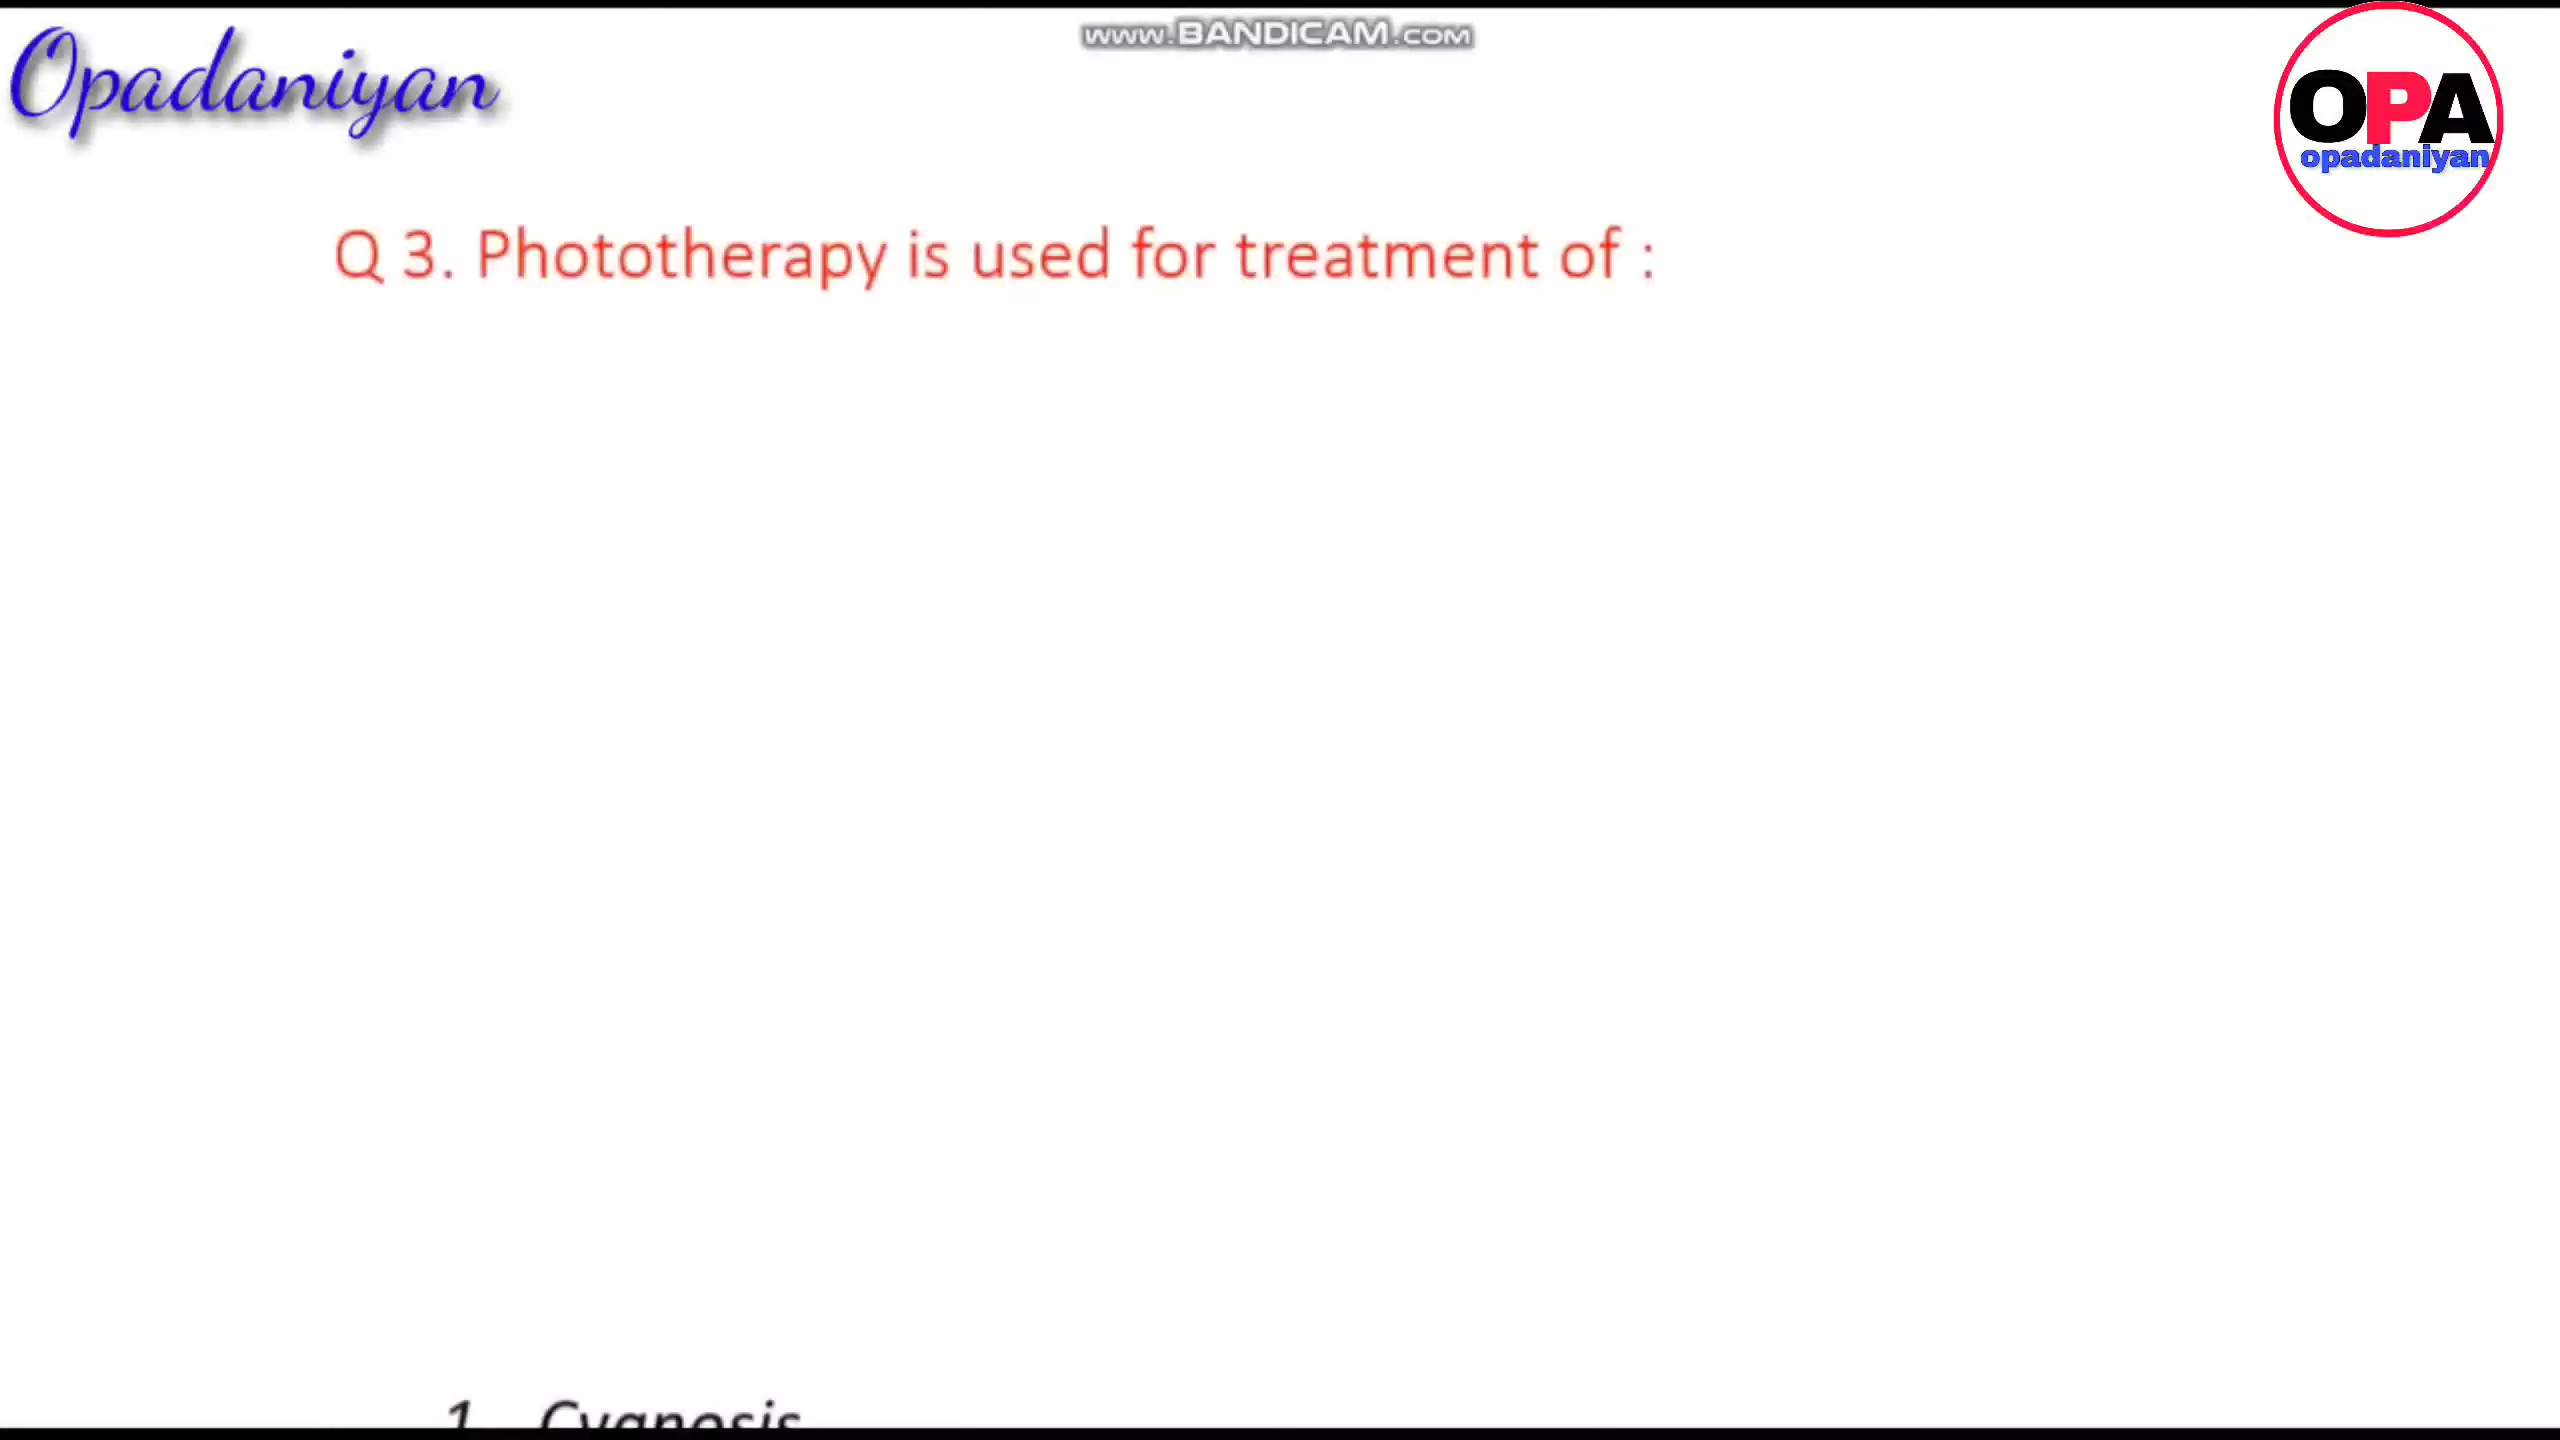 www.BANDICAM.com
Opadaniyan
OPA
opadaniyan
Q 3. Phototherapy is used for treatment of :
1. Cyanosis